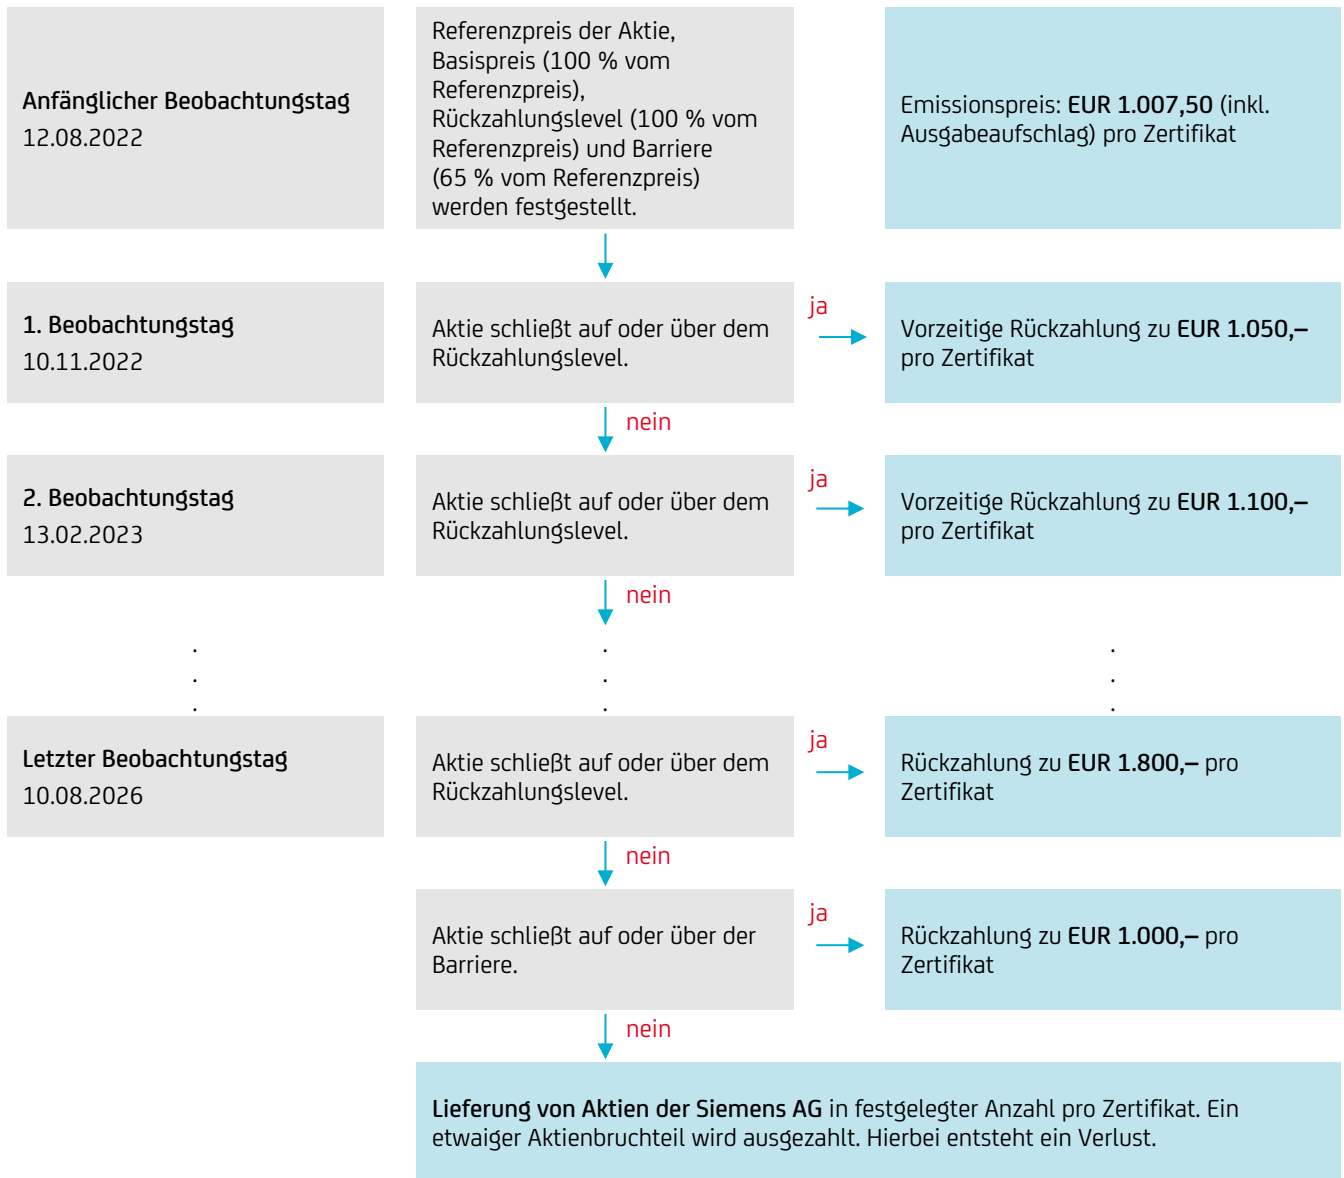 Anfänglicher Beobachtungstag
12.08.2022
Referenzpreis der Aktie,
Basispreis (100 % vom
Referenzpreis),
Rückzahlungslevel (100 % vom
Referenzpreis) und Barriere
(65 % vom Referenzpreis)
werden festgestellt.
Emissionspreis: EUR 1.007,50 (inkl.
Ausgabeaufschlag) pro Zertifikat
1. Beobachtungstag
10.11.2022
Aktie schließt auf oder über dem
Rückzahlungslevel.
ja
Vorzeitige Rückzahlung zu EUR 1.050,–
pro Zertifikat
nein
2. Beobachtungstag
13.02.2023
Aktie schließt auf oder über dem
Rückzahlungslevel.
ja
Vorzeitige Rückzahlung zu EUR 1.100,–
pro Zertifikat
nein
. . .
. . .
. . .
Letzter Beobachtungstag
10.08.2026
Aktie schließt auf oder über dem
Rückzahlungslevel.
ja
Rückzahlung zu EUR 1.800,– pro
Zertifikat
nein
Aktie schließt auf oder über der
Barriere.
ja
Rückzahlung zu EUR 1.000,– pro
Zertifikat
nein
Lieferung von Aktien der Siemens AG in festgelegter Anzahl pro Zertifikat. Ein
etwaiger Aktienbruchteil wird ausgezahlt. Hierbei entsteht ein Verlust.